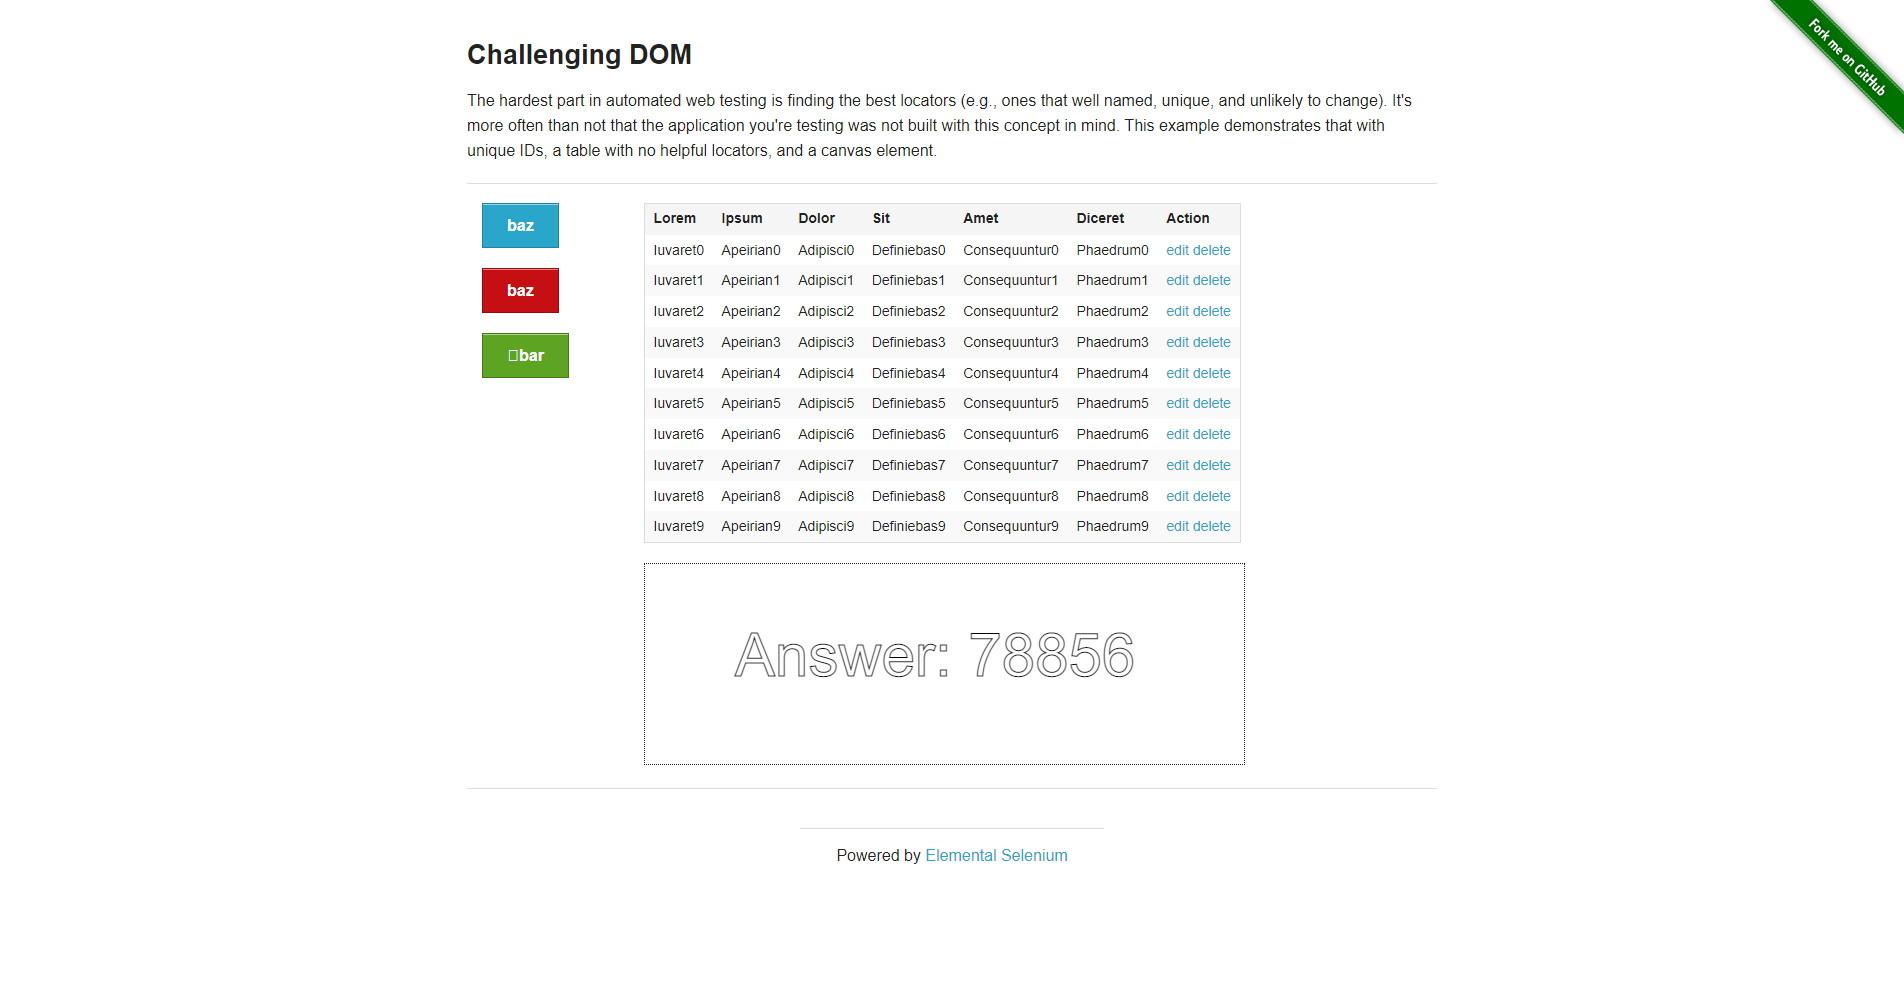 Fork me on GitHub
Challenging DOM
The hardest part in automated web testing is finding the best locators (e.g., ones that well named, unique, and unlikely to change). It's
more often than not that the application you're testing was not built with this concept in mind. This example demonstrates that with
unique IDs, a table with no helpful locators, and a canvas element.
baz
baz
bar
Lorem Ipsum Dolor Sit Amet Diceret Action
Iuvaret0 Apeirian0 Adipisci0 Definiebas0 Consequuntur0 Phaedrum0 edit delete
Iuvaret1 Apeirian1 Adipisci1 Definiebas1 Consequuntur1 Phaedrum1 edit delete
Iuvaret2 Apeirian2 Adipisci2 Definiebas2 Consequuntur2 Phaedrum2 edit delete
Iuvaret3 Apeirian3 Adipisci3 Definiebas3 Consequuntur3 Phaedrum3 edit delete
Iuvaret4 Apeirian4 Adipisci4 Definiebas4 Consequuntur4 Phaedrum4 edit delete
Iuvaret5 Apeirian5 Adipisci5 Definiebas5 Consequuntur5 Phaedrum5 edit delete
Iuvaret6 Apeirian6 Adipisci6 Definiebas6 Consequuntur6 Phaedrum6 edit delete
Iuvaret7 Apeirian7 Adipisci7 Definiebas7 Consequuntur7 Phaedrum7 edit delete
Iuvaret8 Apeirian8 Adipisci8 Definiebas8 Consequuntur8 Phaedrum8 edit delete
Iuvaret9 Apeirian9 Adipisci9 Definiebas9 Consequuntur9 Phaedrum9 edit delete
Answer: 78856
Powered by Elemental Selenium